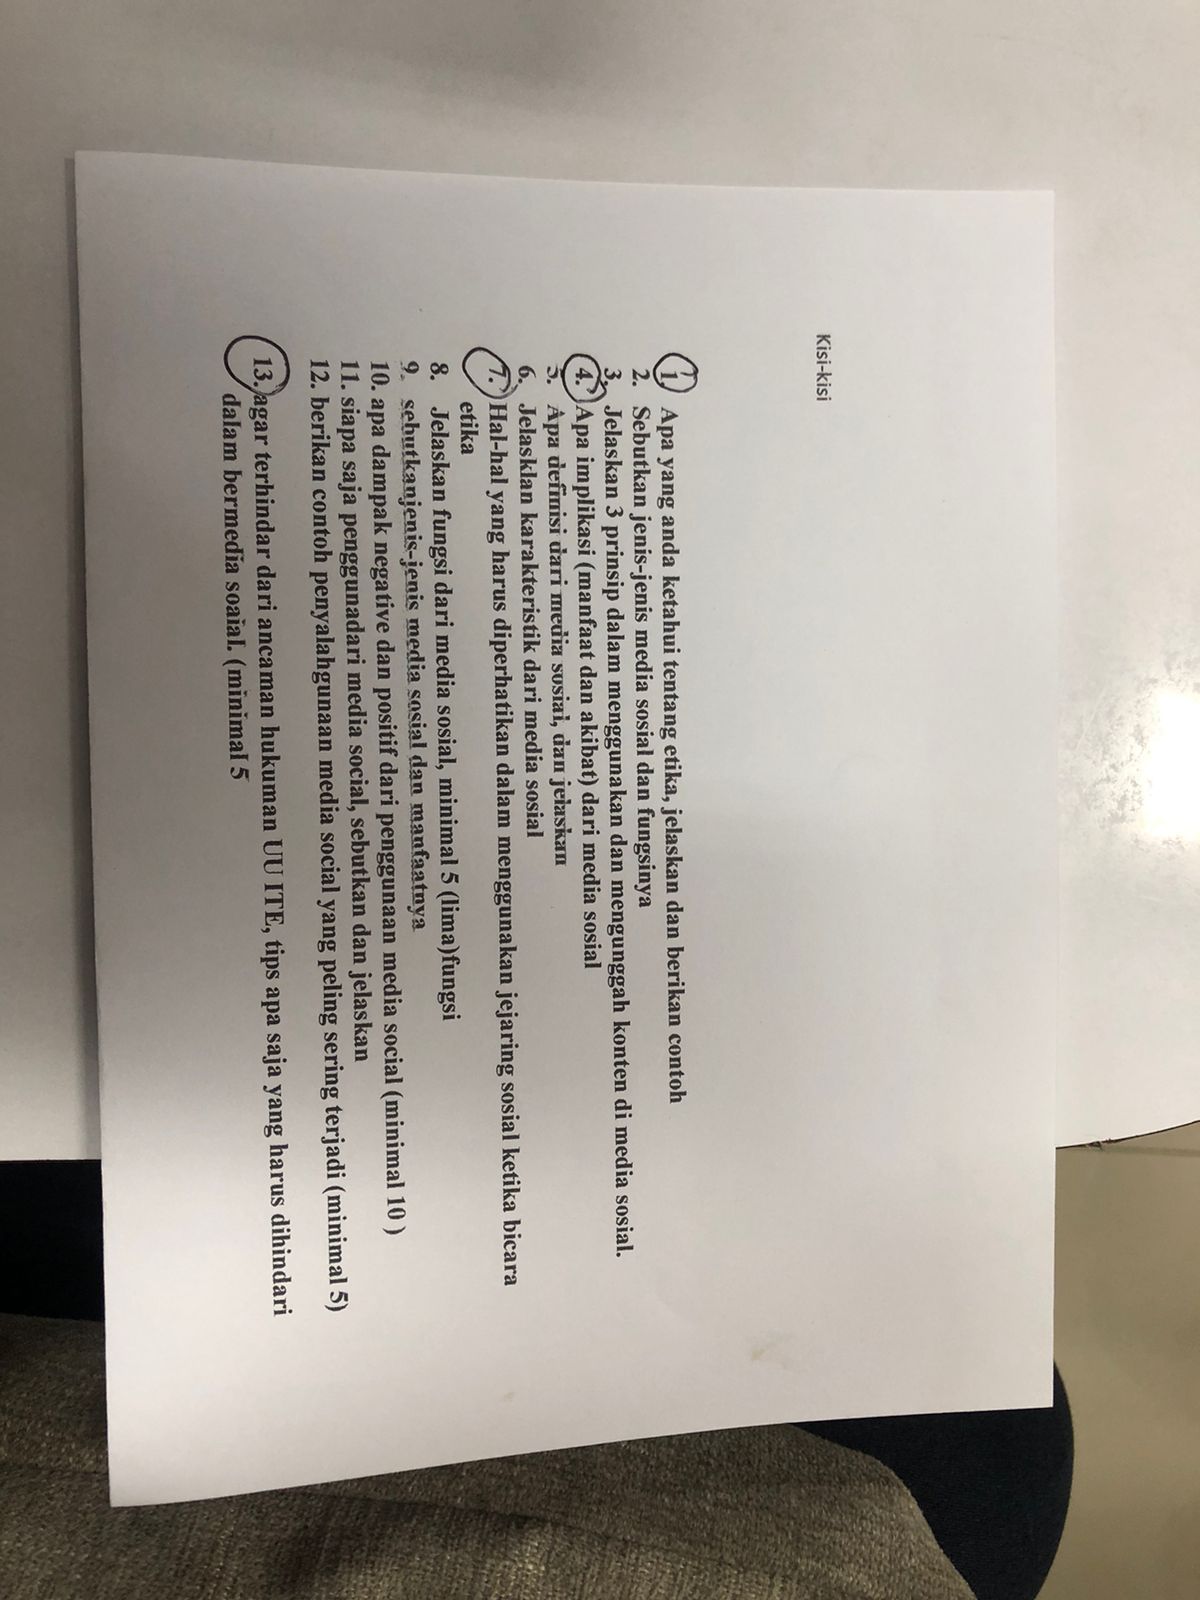 Kisi-kisi
1. Apa yang anda ketahui tentang etika, jelaskan dan berikan contoh
2. Sebutkan jenis-jenis media sosial dan fungsinya
3. Jelaskan 3 prinsip dalam menggunakan dan mengunggah konten di media sosial.
4. Apa implikasi (manfaat dan akibat) dari media sosial
5. Apa definisi dari media sosial, dan jelaskan
6. Jelasklan karakteristik dari media sosial
7. Hal-hal yang harus diperhatikan dalam menggunakan jejaring sosial ketika bicara
etika
8. Jelaskan fungsi dari media sosial, minimal 5 (lima)fungsi
9. sebutkanjenis-jenis media sosial dan manfaatnya
10. apa dampak negative dan positif dari penggunaan media social (minimal 10 )
11. siapa saja penggunadari media social, sebutkan dan jelaskan
12. berikan contoh penyalahgunaan media social yang peling sering terjadi (minimal 5)
13. agar terhindar dari ancaman hukuman UU ITE, tips apa saja yang harus dihindari
dalam bermedia soaial. (minimal 5